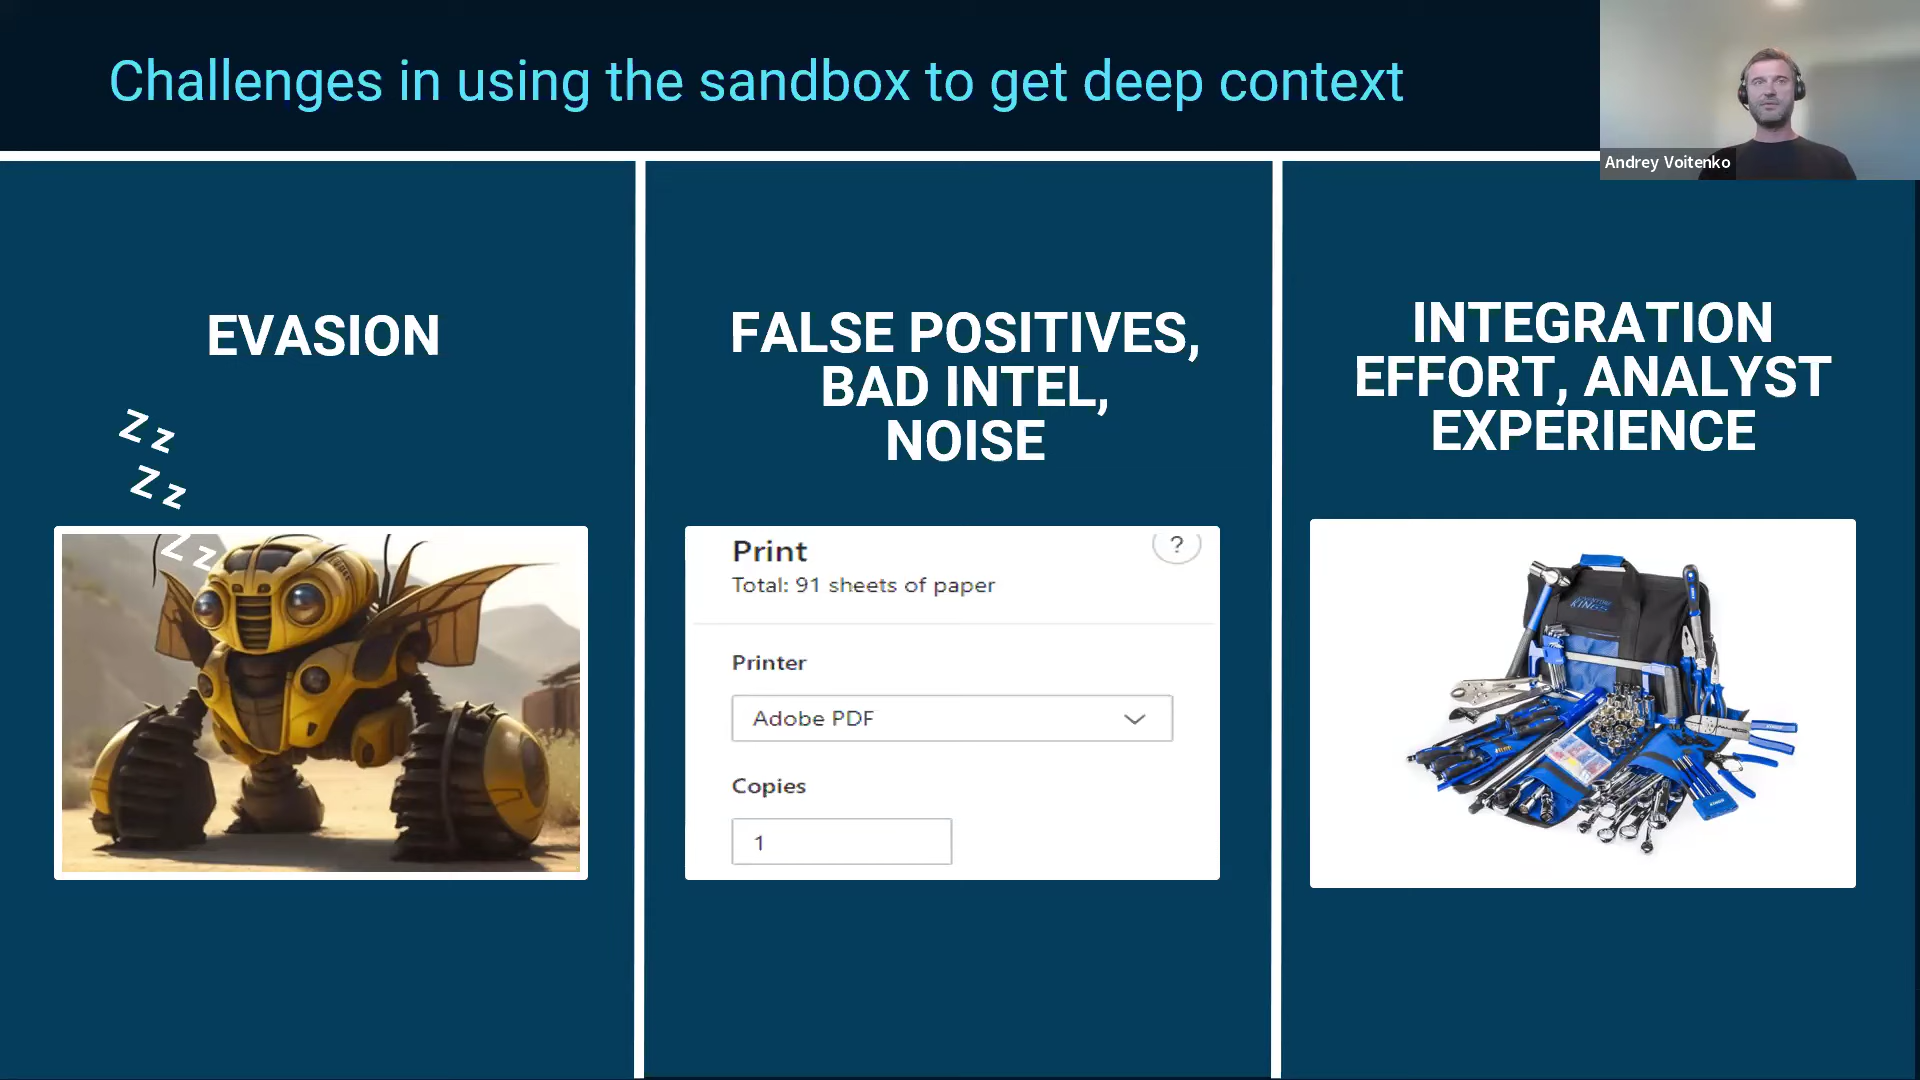 Challenges in using the sandbox to get deep context
Andrey Voitenko
EVASION
Z z
Z z
Z z
FALSE POSITIVES,
BAD INTEL,
NOISE
Print
?
Total: 91 sheets of paper
Printer
Adobe PDF
Copies
1
INTEGRATION
EFFORT, ANALYST
EXPERIENCE
KINGS